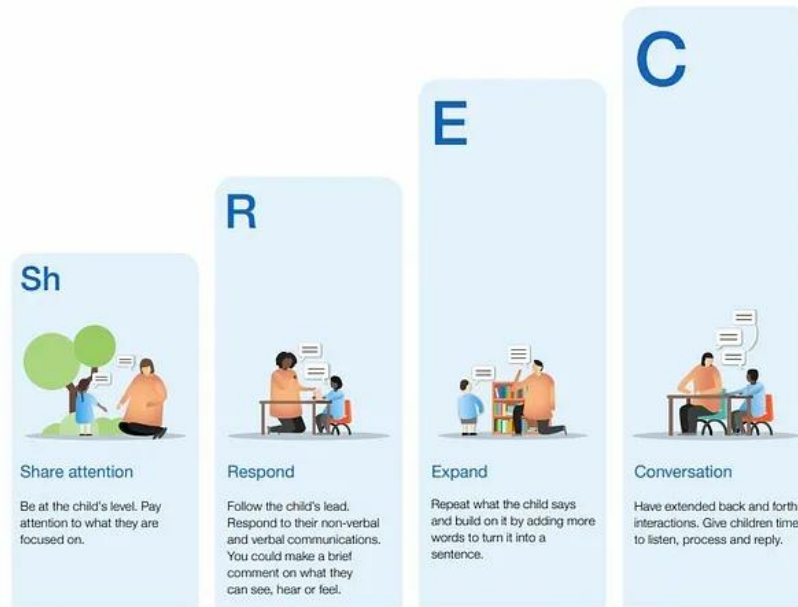 Sh
Share attention
Be at the child's level. Pay
attention to what they are
focused on.
R
Respond
Follow the child's lead.
Respond to their non-verbal
and verbal communications.
You could make a brief
comment on what they
can see, hear or feel.
E
Expand
Repeat what the child says
and build on it by adding more
words to turn it into a
sentence.
C
Conversation
Have extended back and forth
interactions. Give children time
to listen, process and reply.